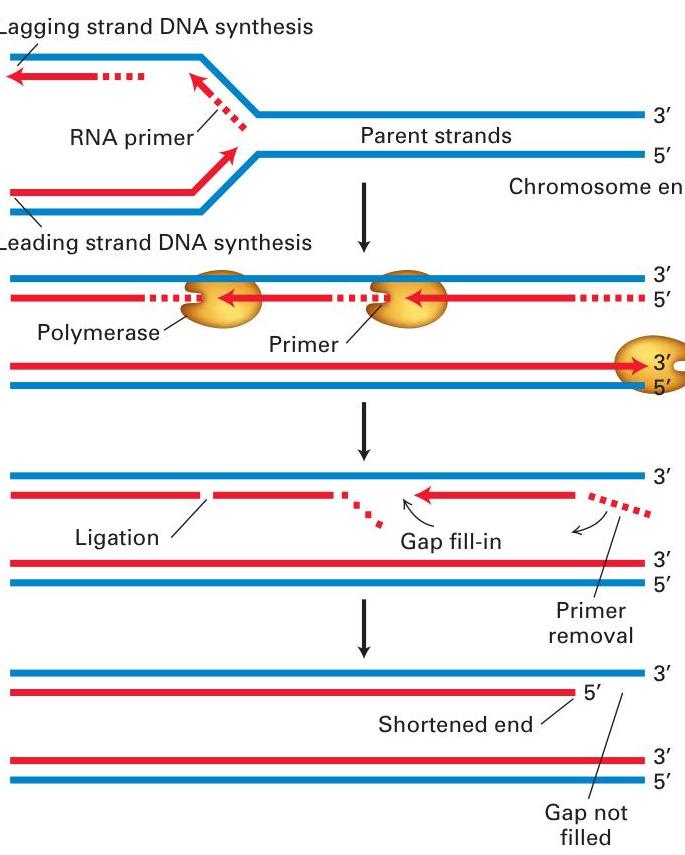 Lagging strand DNA synthesis
3′
RNA primer
Parent strands
5′
Chromosome en
Leading strand DNA synthesis
3′
5′
Polymerase
Primer
3′
5′
3′
Ligation
Gap fill-in
3′
5′
Primer
removal
3′
5′
Shortened end
3′
5′
Gap not
filled